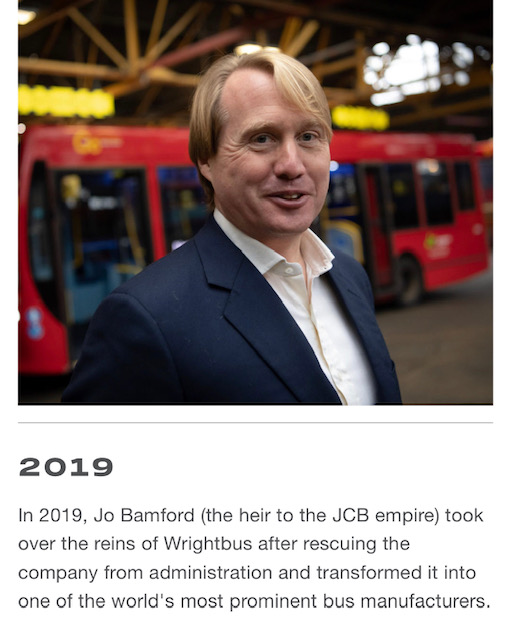 2019
In 2019, Jo Bamford (the heir to the JCB empire) took
over the reins of Wrightbus after rescuing the
company from administration and transformed it into
one of the world's most prominent bus manufacturers.